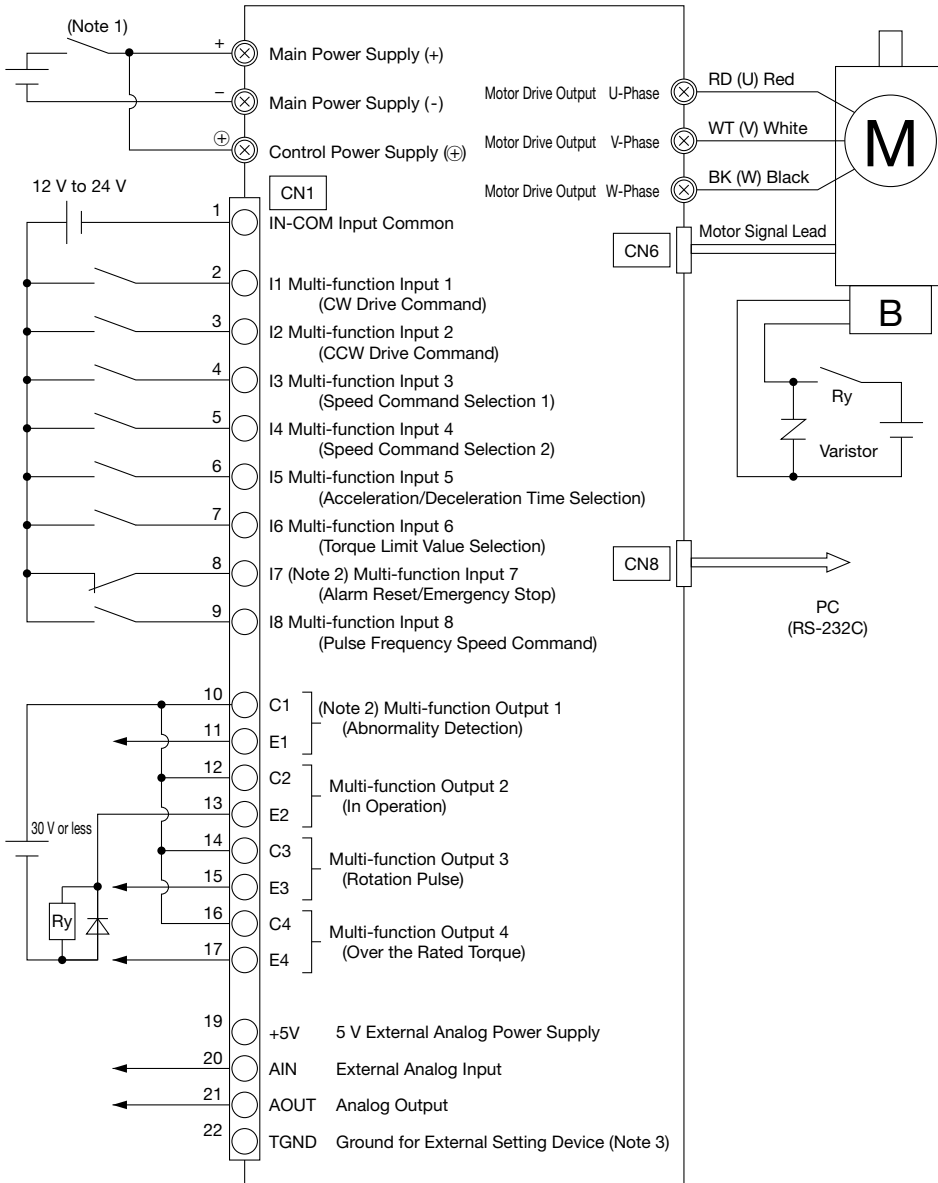 (Note 1)
+
Main Power Supply (+)
−
Main Power Supply (-)
⊕
Control Power Supply (⊕)
Motor Drive Output U-Phase
RD (U) Red
Motor Drive Output V-Phase
WT (V) White
Motor Drive Output W-Phase
BK (W) Black
M
CN6
Motor Signal Lead
B
Ry
Varistor
CN8
PC
(RS-232C)
12 V to 24 V
CN1
1
IN-COM Input Common
2
I1 Multi-function Input 1
(CW Drive Command)
3
I2 Multi-function Input 2
(CCW Drive Command)
4
I3 Multi-function Input 3
(Speed Command Selection 1)
5
I4 Multi-function Input 4
(Speed Command Selection 2)
6
I5 Multi-function Input 5
(Acceleration/Deceleration Time Selection)
7
I6 Multi-function Input 6
(Torque Limit Value Selection)
8
I7 (Note 2) Multi-function Input 7
(Alarm Reset/Emergency Stop)
9
I8 Multi-function Input 8
(Pulse Frequency Speed Command)
10
C1
(Note 2) Multi-function Output 1
(Abnormality Detection)
11
E1
12
C2
Multi-function Output 2
(In Operation)
13
E2
30 V or less
14
C3
Multi-function Output 3
(Rotation Pulse)
15
E3
Ry
16
C4
Multi-function Output 4
(Over the Rated Torque)
17
E4
19
+5V 5 V External Analog Power Supply
20
AIN External Analog Input
21
AOUT Analog Output
22
TGND Ground for External Setting Device (Note 3)